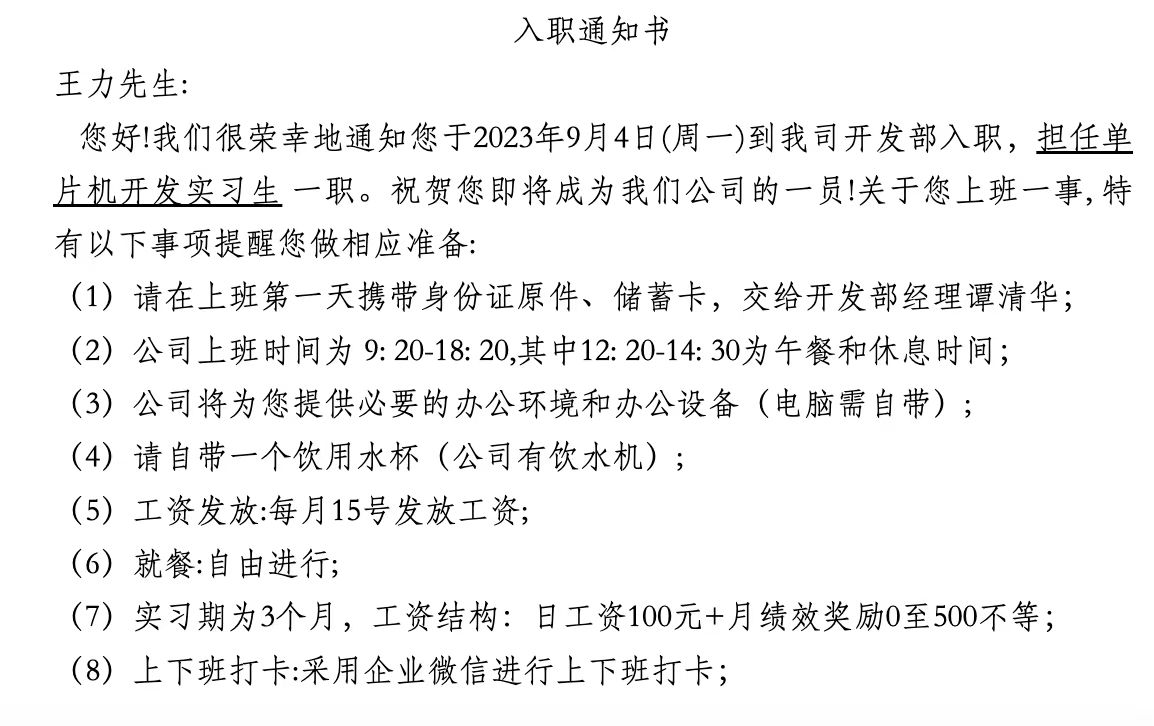 入职通知书
王力先生:
您好!我们很荣幸地通知您于2023年9月4日(周一)到我司开发部入职，担任单
片机开发实习生 一职。祝贺您即将成为我们公司的一员!关于您上班一事,特
有以下事项提醒您做相应准备:
（1）请在上班第一天携带身份证原件、储蓄卡，交给开发部经理谭清华；
（2）公司上班时间为 9: 20-18: 20,其中12: 20-14: 30为午餐和休息时间；
（3）公司将为您提供必要的办公环境和办公设备（电脑需自带）;
（4）请自带一个饮用水杯（公司有饮水机）;
（5）工资发放:每月15号发放工资;
（6）就餐:自由进行;
（7）实习期为3个月，工资结构：日工资100元+月绩效奖励0至500不等；
（8）上下班打卡:采用企业微信进行上下班打卡；